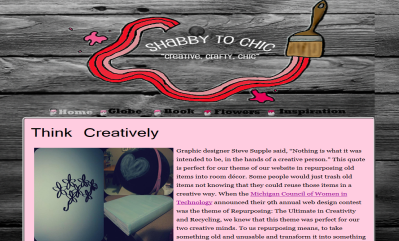 SHABBY TO CHIC
"CREATIVE, CRAFTY, CHIC"
Home Globe Book Flowers Inspiration
Think Creatively
Graphic designer Steve Supple said, "Nothing is what it was
intended to be, in the hands of a creative person." This quote
is perfect for our theme of our website in repurposing old
items into room décor. Some people would just trash old
items not knowing that they could reuse those items in a
creative way. When the Michigan Council of Women in
Technology announced their 9th annual web design contest
was the theme of Repurposing: The Ultimate in Creativity
and Recycling, we knew that this theme was perfect for our
two creative minds. To us repurposing means, to take
something old and unusable and transform it into something